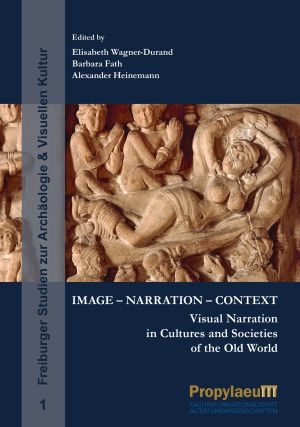 Edited by
Elisabeth Wagner-Durand
Barbara Fath
Alexander Heinemann
Freiburger Studien zur Archäologie & Visuellen Kultur
1
IMAGE – NARRATION – CONTEXT
Visual Narration
in Cultures and Societies
of the Old World
Propylaeum
FACHINFORMATIONSDIENST
ALTERTUMSWISSENSCHAFTEN